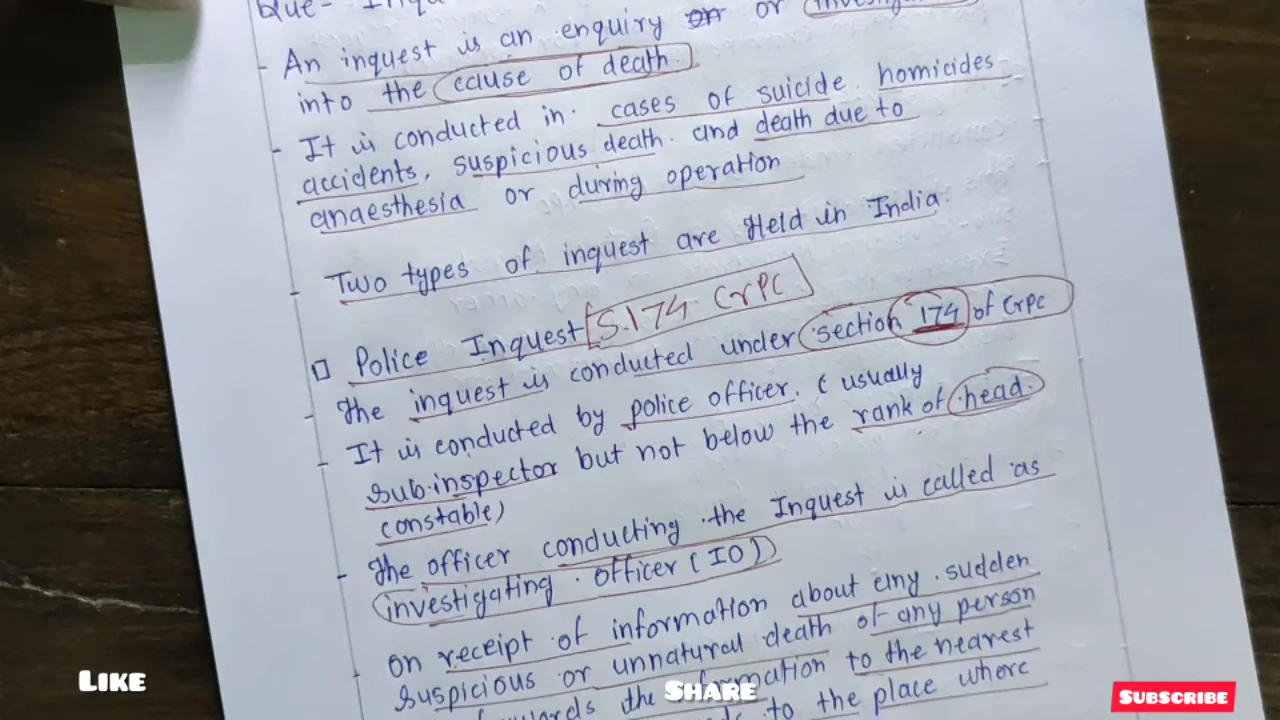 Que- Inqu
An inquest is an enquiry or or investig
into the cause of death.
It is conducted in cases of suicide homicides
accidents, suspicious death. and death due to
anaesthesia or during operation
Two types of inquest are Held in India
Police Inquest S.174 CrPC
The inquest is conducted under section 174 of CrPC
It is conducted by police officer. (usually
sub.inspector but not below the rank of head.
constable)
The officer conducting the Inquest is called as
investigating officer (IO)
on receipt of information about any sudden
suspicious or unnatural death of any person
the information to the nearest
to the place where
LIKE
SHARE
SUBSCRIBE